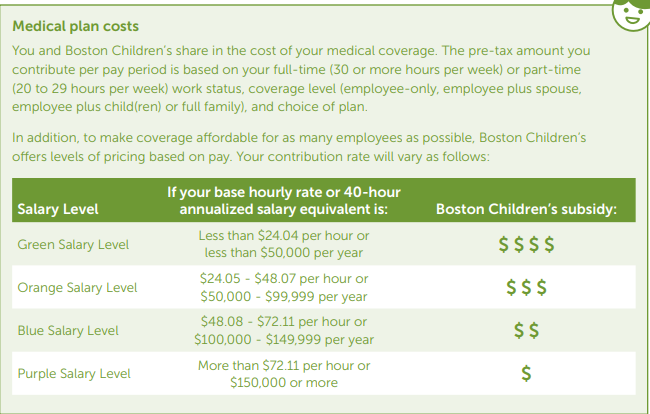 Medical plan costs
You and Boston Children's share in the cost of your medical coverage. The pre-tax amount you
contribute per pay period is based on your full-time (30 or more hours per week) or part-time
(20 to 29 hours per week) work status, coverage level (employee-only, employee plus spouse,
employee plus child(ren) or full family), and choice of plan.
In addition, to make coverage affordable for as many employees as possible, Boston Children's
offers levels of pricing based on pay. Your contribution rate will vary as follows:
Salary Level
If your base hourly rate or 40-hour
annualized salary equivalent is:
Boston Children's subsidy:
Green Salary Level
Less than $24.04 per hour or
less than $50,000 per year
$ $ $ $
Orange Salary Level
$24.05 - $48.07 per hour or
$50,000 - $99,999 per year
$ $ $
Blue Salary Level
$48.08 - $72.11 per hour or
$100,000 - $149,999 per year
$ $
Purple Salary Level
More than $72.11 per hour or
$150,000 or more
$